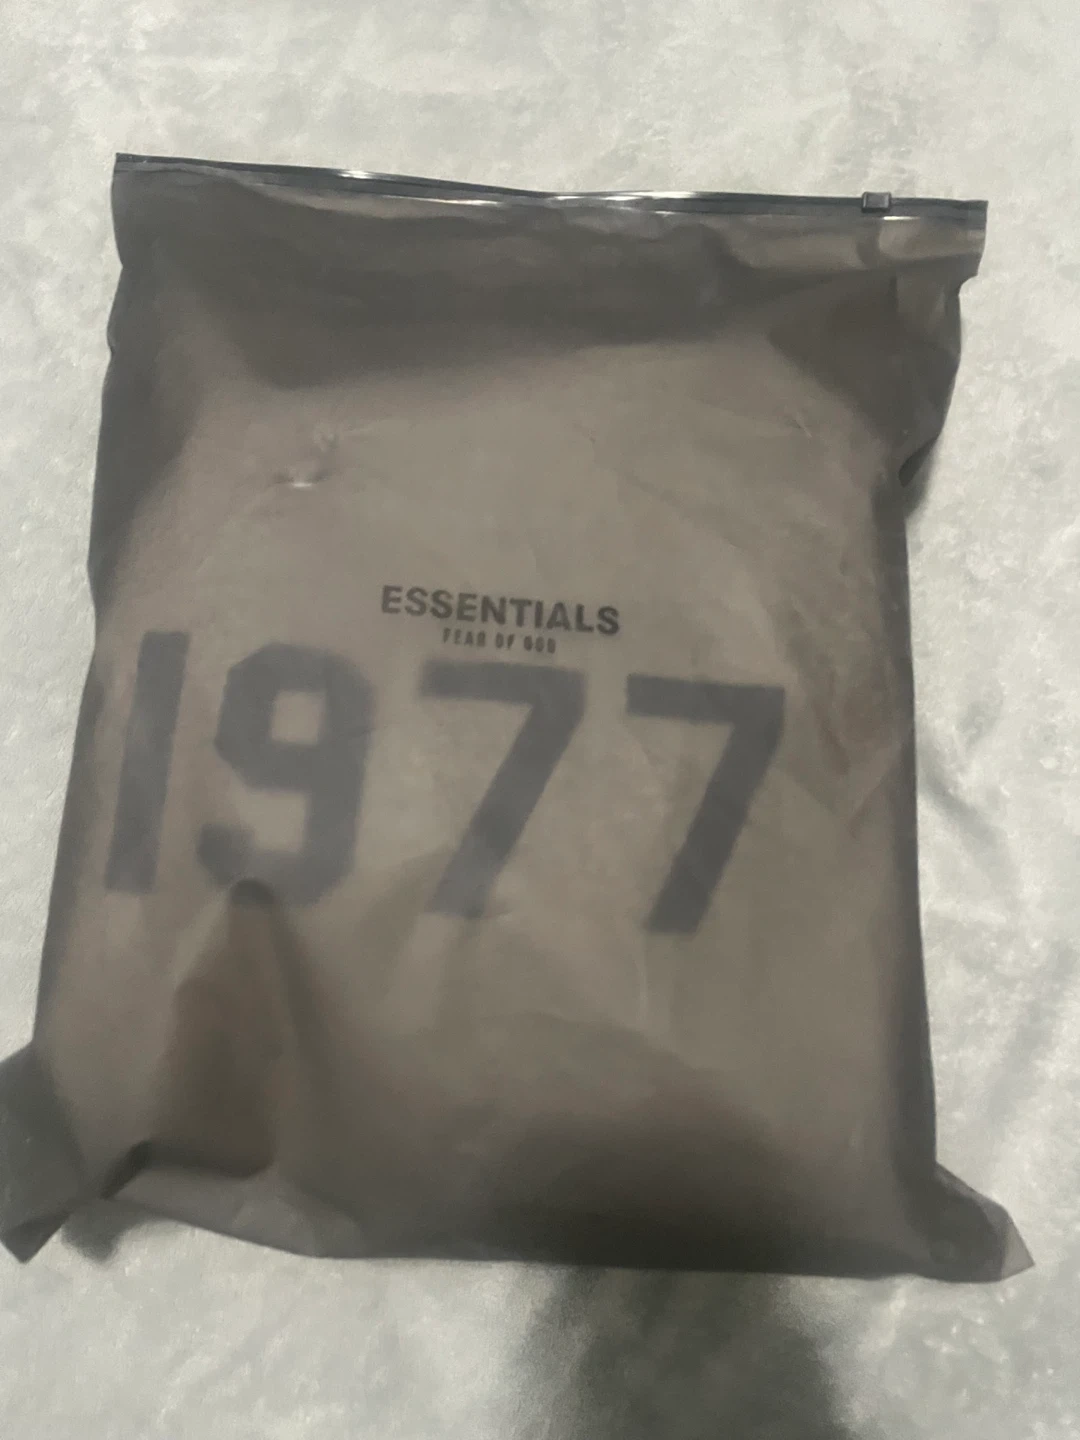 ESSENTIALS
FEAR OF GOD
1977